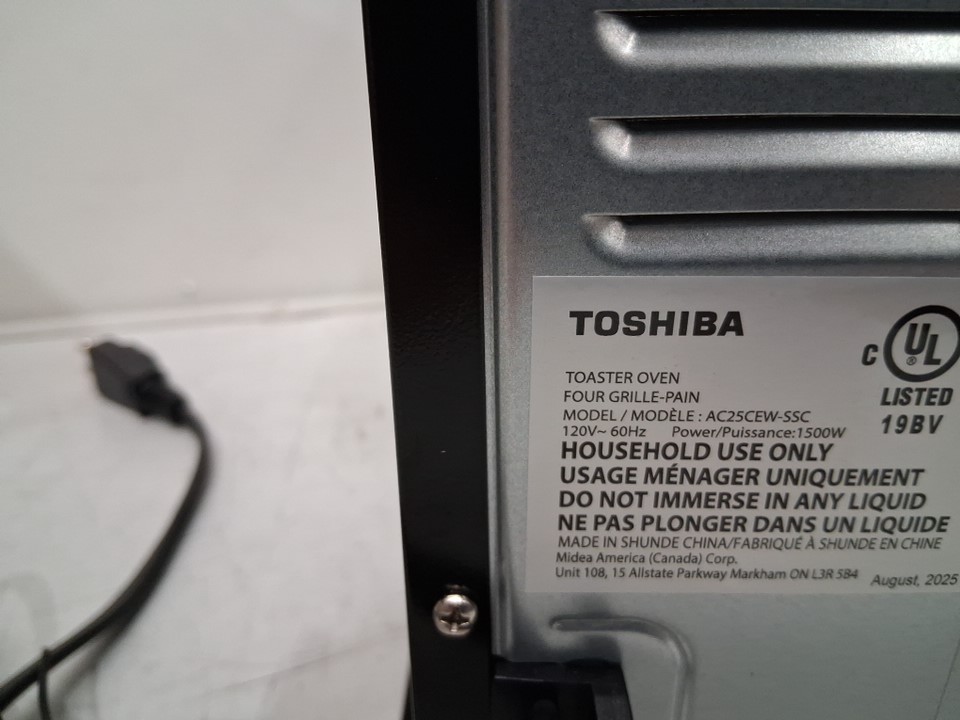 TOSHIBA
C UL ®
LISTED
19BV
TOASTER OVEN
FOUR GRILLE-PAIN
MODEL / MODÈLE : AC25CEW-SSC
120V~ 60Hz Power/Puissance:1500W
HOUSEHOLD USE ONLY
USAGE MÉNAGER UNIQUEMENT
DO NOT IMMERSE IN ANY LIQUID
NE PAS PLONGER DANS UN LIQUIDE
MADE IN SHUNDE CHINA/FABRIQUÉ À SHUNDE EN CHINE
Midea America (Canada) Corp.
Unit 108, 15 Allstate Parkway Markham ON L3R 5B4
August, 2025